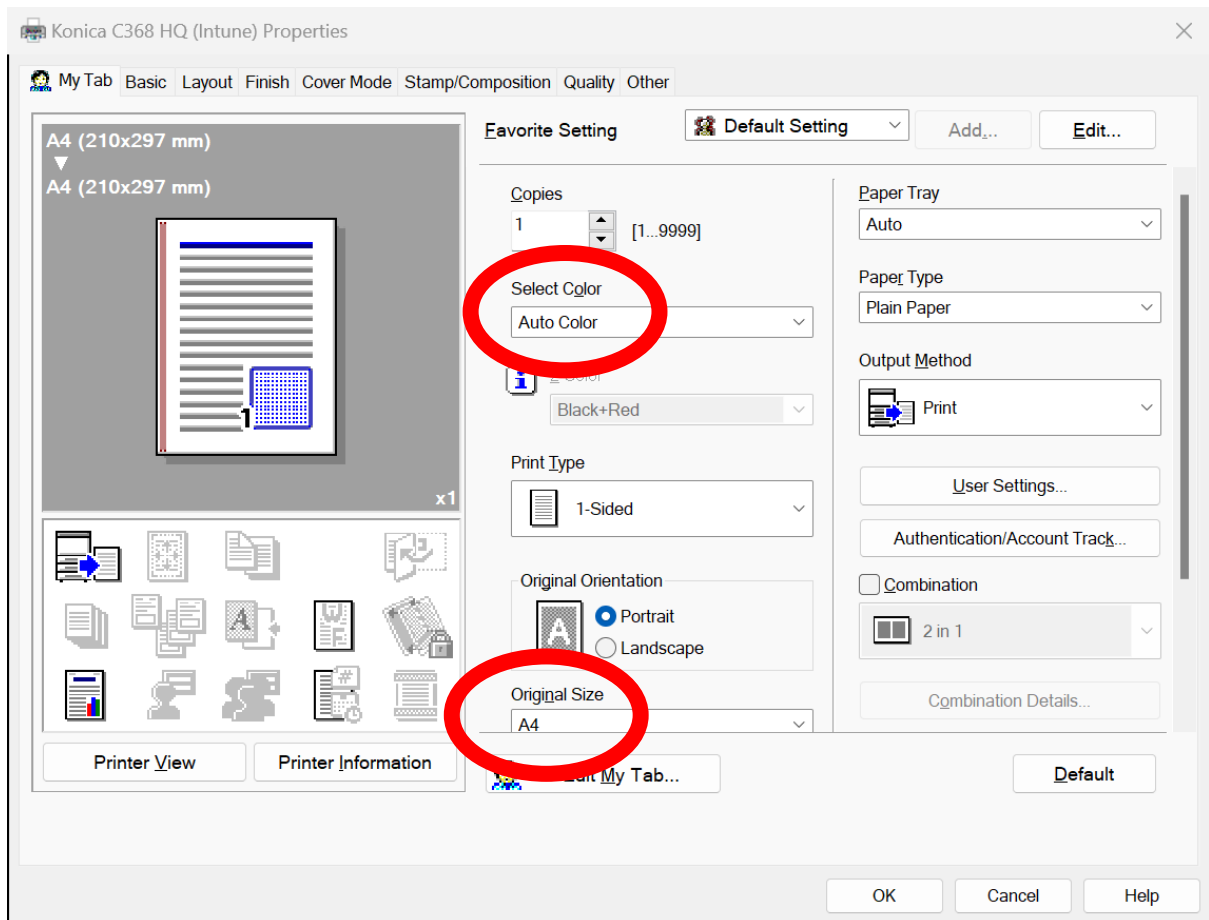 Konica C368 HQ (Intune) Properties
My Tab Basic Layout Finish Cover Mode Stamp/Composition Quality Other
A4 (210x297 mm)
A4 (210x297 mm)
1
x1
Printer View Printer Information
Favorite Setting Default Setting Add... Edit...
Copies
1 [1...9999]
Select Color
Auto Color
Black+Red
Print Type
1-Sided
Original Orientation
Portrait
Landscape
Original Size
A4
My Tab...
Paper Tray
Auto
Paper Type
Plain Paper
Output Method
Print
User Settings...
Authentication/Account Track...
Combination
2 in 1
Combination Details...
Default
OK Cancel Help